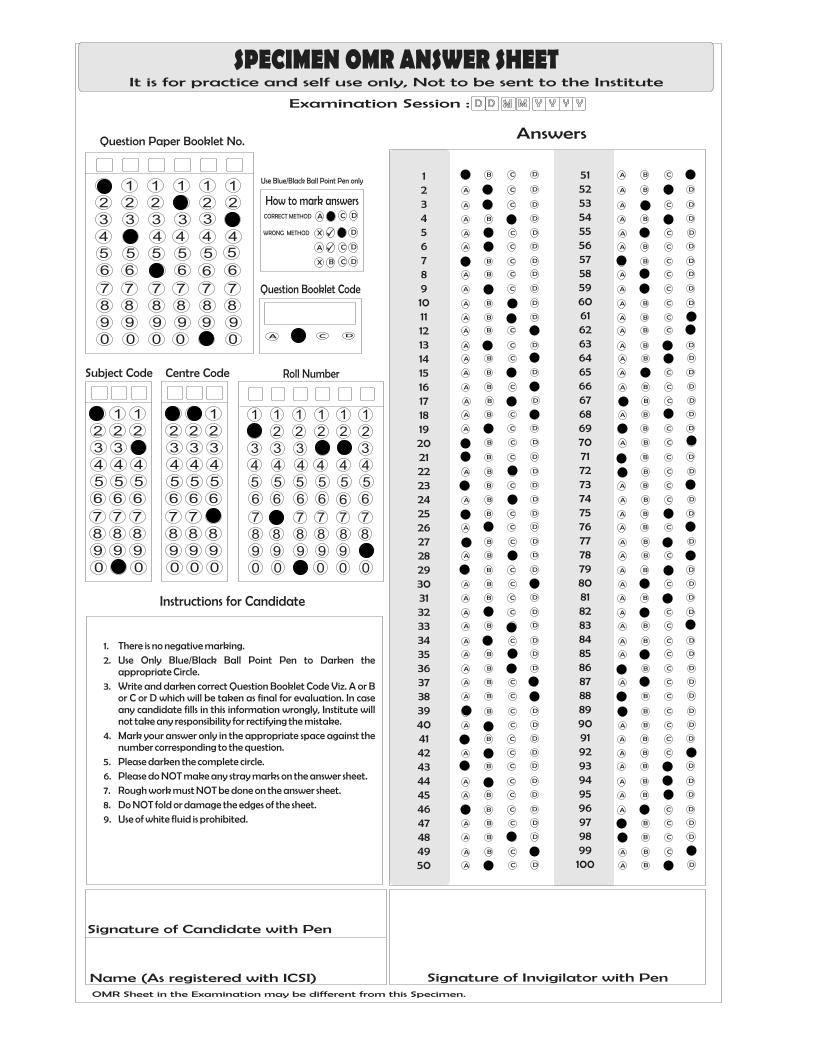 SPECIMEN OMR ANSWER SHEET
It is for practice and self use only, Not to be sent to the Institute
Examination Session : D D M M Y Y Y Y
Question Paper Booklet No.
1 1 1 1 1
2 2 2 2 2
3 3 3 3 3
4 4 4 4 4
5 5 5 5 5 5
6 6 6 6 6
7 7 7 7 7 7
8 8 8 8 8 8
9 9 9 9 9 9
0 0 0 0 0
Use Blue/Black Ball Point Pen only
How to mark answers
CORRECT METHOD A C D
WRONG METHOD X ✓ D
A ✓ C D
X B C D
Question Booklet Code
A C D
Subject Code
1 1
2 2 2
3 3
4 4 4
5 5 5
6 6 6
7 7 7
8 8 8
9 9 9
0 0
Centre Code
1
2 2 2
3 3 3
4 4 4
5 5 5
6 6 6
7 7
8 8 8
9 9 9
0 0 0
Roll Number
1 1 1 1 1 1
2 2 2 2 2
3 3 3 3
4 4 4 4 4 4
5 5 5 5 5 5
6 6 6 6 6 6
7 7 7 7 7
8 8 8 8 8 8
9 9 9 9 9
0 0 0 0 0
Instructions for Candidate
1. There is no negative marking.
2. Use Only Blue/Black Ball Point Pen to Darken the
appropriate Circle.
3. Write and darken correct Question Booklet Code Viz. A or B
or C or D which will be taken as final for evaluation. In case
any candidate fills in this information wrongly, Institute will
not take any responsibility for rectifying the mistake.
4. Mark your answer only in the appropriate space against the
number corresponding to the question.
5. Please darken the complete circle.
6. Please do NOT make any stray marks on the answer sheet.
7. Rough work must NOT be done on the answer sheet.
8. Do NOT fold or damage the edges of the sheet.
9. Use of white fluid is prohibited.
Answers
1 B C D
2 A C D
3 A C D
4 A B D
5 A C D
6 A C D
7 B C D
8 A B C D
9 A C D
10 A B D
11 A B D
12 A B C
13 A C D
14 A B C
15 A B D
16 A B C
17 A B D
18 A B C
19 A C D
20 B C D
21 B C D
22 A B D
23 B C D
24 A B D
25 B C D
26 A C D
27 B C D
28 A B D
29 B C D
30 A B C
31 A B C D
32 A C D
33 A B D
34 A C D
35 A B D
36 A B D
37 A B C
38 A B C
39 B C D
40 A C D
41 B C D
42 A C D
43 B C D
44 A C D
45 A B C D
46 B C D
47 A B C D
48 A B D
49 A B C
50 A C D
51 A B C
52 A B D
53 A C D
54 A B D
55 A C D
56 A B C D
57 B C D
58 A C D
59 A C D
60 A B C D
61 A B C
62 A B C
63 A B D
64 A B D
65 A C D
66 A B C D
67 B C D
68 A B D
69 B C D
70 A B C
71 B C D
72 B C D
73 A B C
74 A B C D
75 A B D
76 A B C
77 A B D
78 A B C
79 A B D
80 A C D
81 A B D
82 A C D
83 A B C
84 A B C D
85 A C D
86 B C D
87 A C D
88 B C D
89 B C D
90 A B C D
91 A B C D
92 A B C
93 A B D
94 A B D
95 A B D
96 A C D
97 B C D
98 B C D
99 A B C
100 A B D
Signature of Candidate with Pen
Name (As registered with ICSI)
Signature of Invigilator with Pen
OMR Sheet in the Examination may be different from this Specimen.